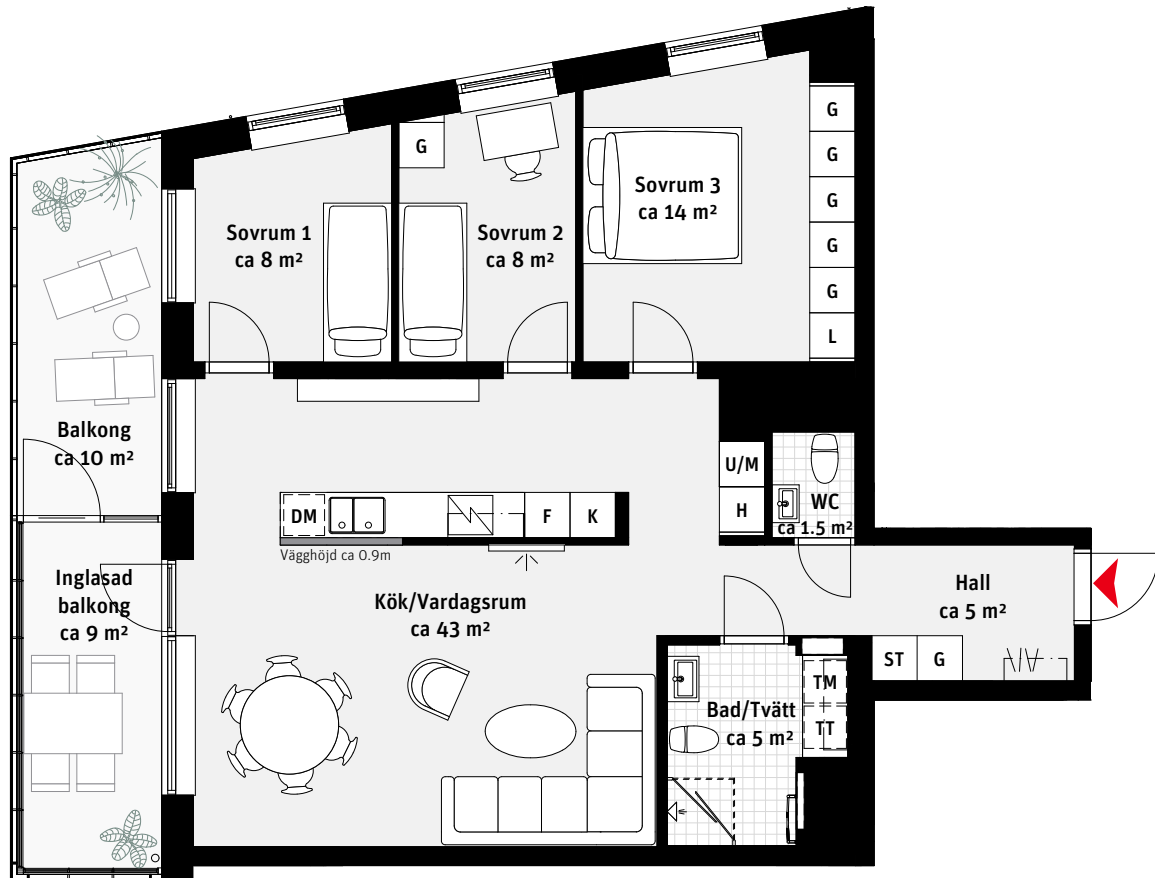 G
G
G
G
G
L
G
Sovrum 3
ca 14 m²
Sovrum 1
ca 8 m²
Sovrum 2
ca 8 m²
Balkong
ca 10 m²
U/M
H
WC
ca 1.5 m²
DM
F
K
Vägghöjd ca 0.9m
Inglasad
balkong
ca 9 m²
Kök/Vardagsrum
ca 43 m²
Hall
ca 5 m²
ST
G
TM
TT
Bad/Tvätt
ca 5 m²